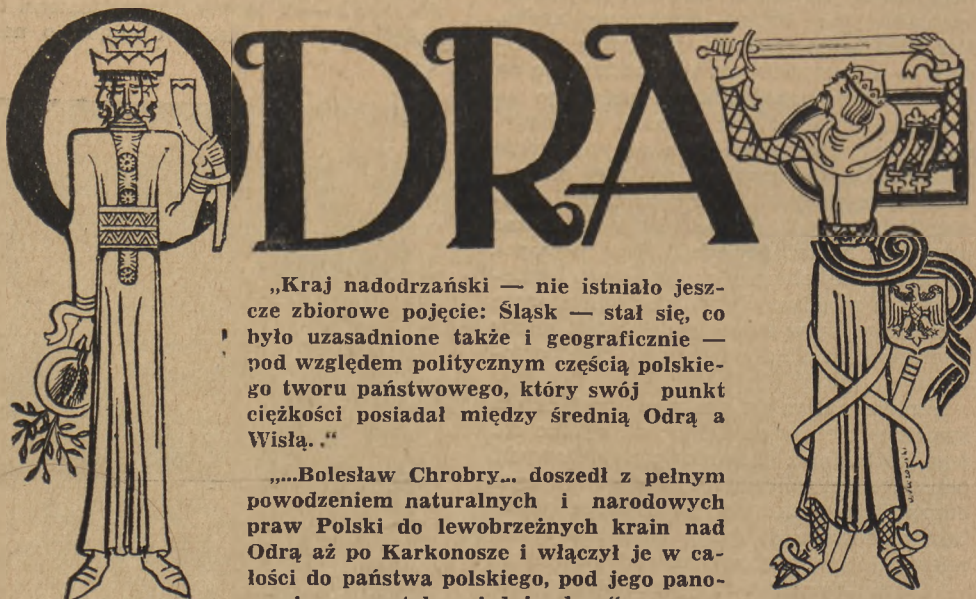 ODRA
„Kraj nadodrzański — nie istniało jesz-
cze zbiorowe pojęcie: Śląsk — stał się, co
było uzasadnione także i geograficznie —
pod względem politycznym częścią polskie-
go tworu państwowego, który swój punkt
ciężkości posiadał między średnią Odrą a
Wisłą. .“
„...Bolesław Chrobry... doszedł z pełnym
powodzeniem naturalnych i narodowych
praw Polski do lewobrzeżnych krain nad
Odrą aż po Karkonosze i włączył je w ca-
łości do państwa polskiego, pod jego pano-